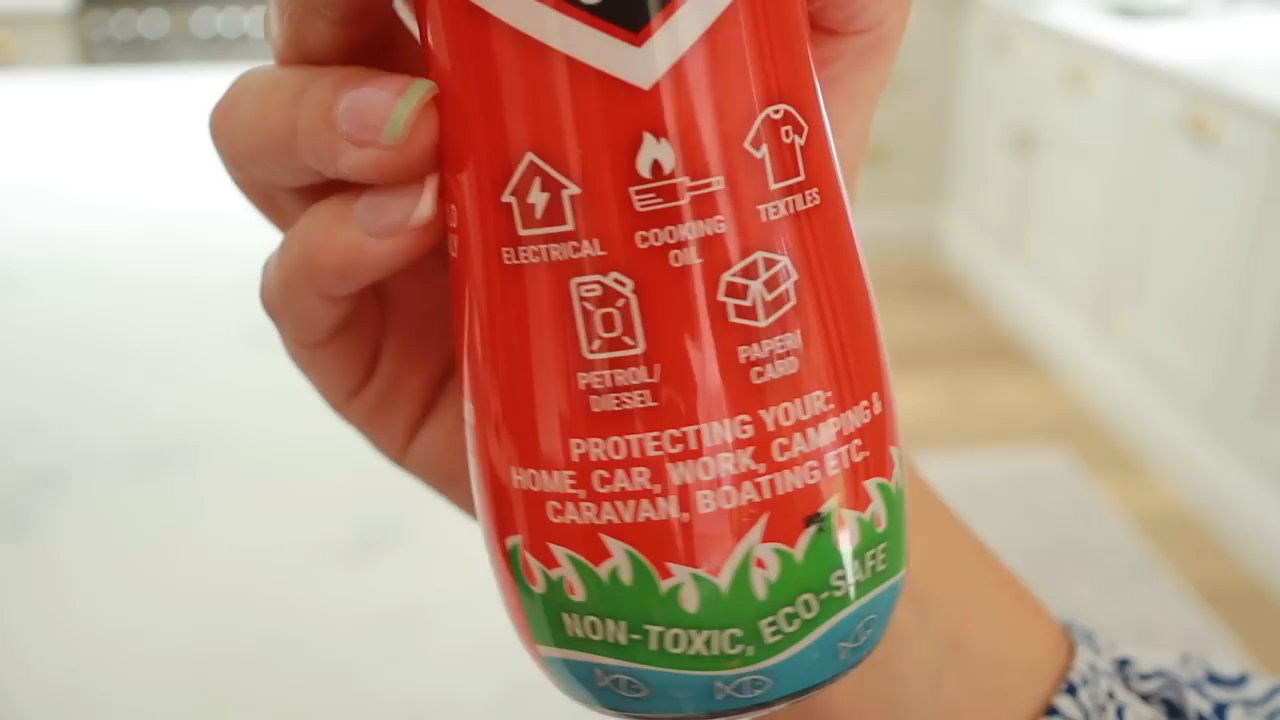 ELECTRICAL
COOKING
OIL
TEXTILES
PETROL/
DIESEL
PAPER/
CARD
PROTECTING YOUR:
HOME, CAR, WORK, CAMPING &
CARAVAN, BOATING ETC.
NON-TOXIC, ECO-SAFE